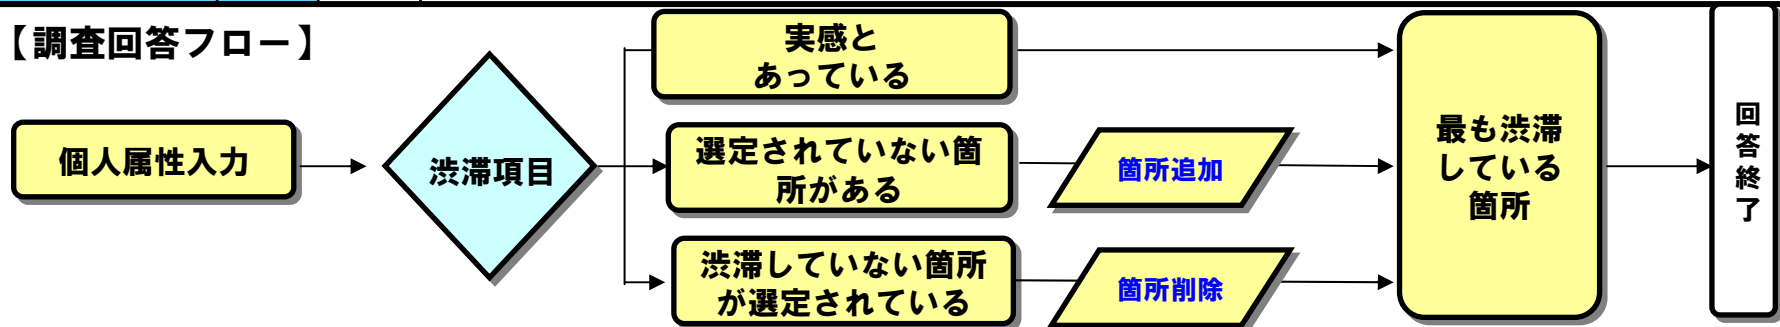 【調査回答フロー】
個人属性入力
渋滞項目
実感と
あっている
選定されていない箇
所がある
箇所追加
渋滞していない箇所
が選定されている
箇所削除
最も渋滞
している
箇所
回答終了